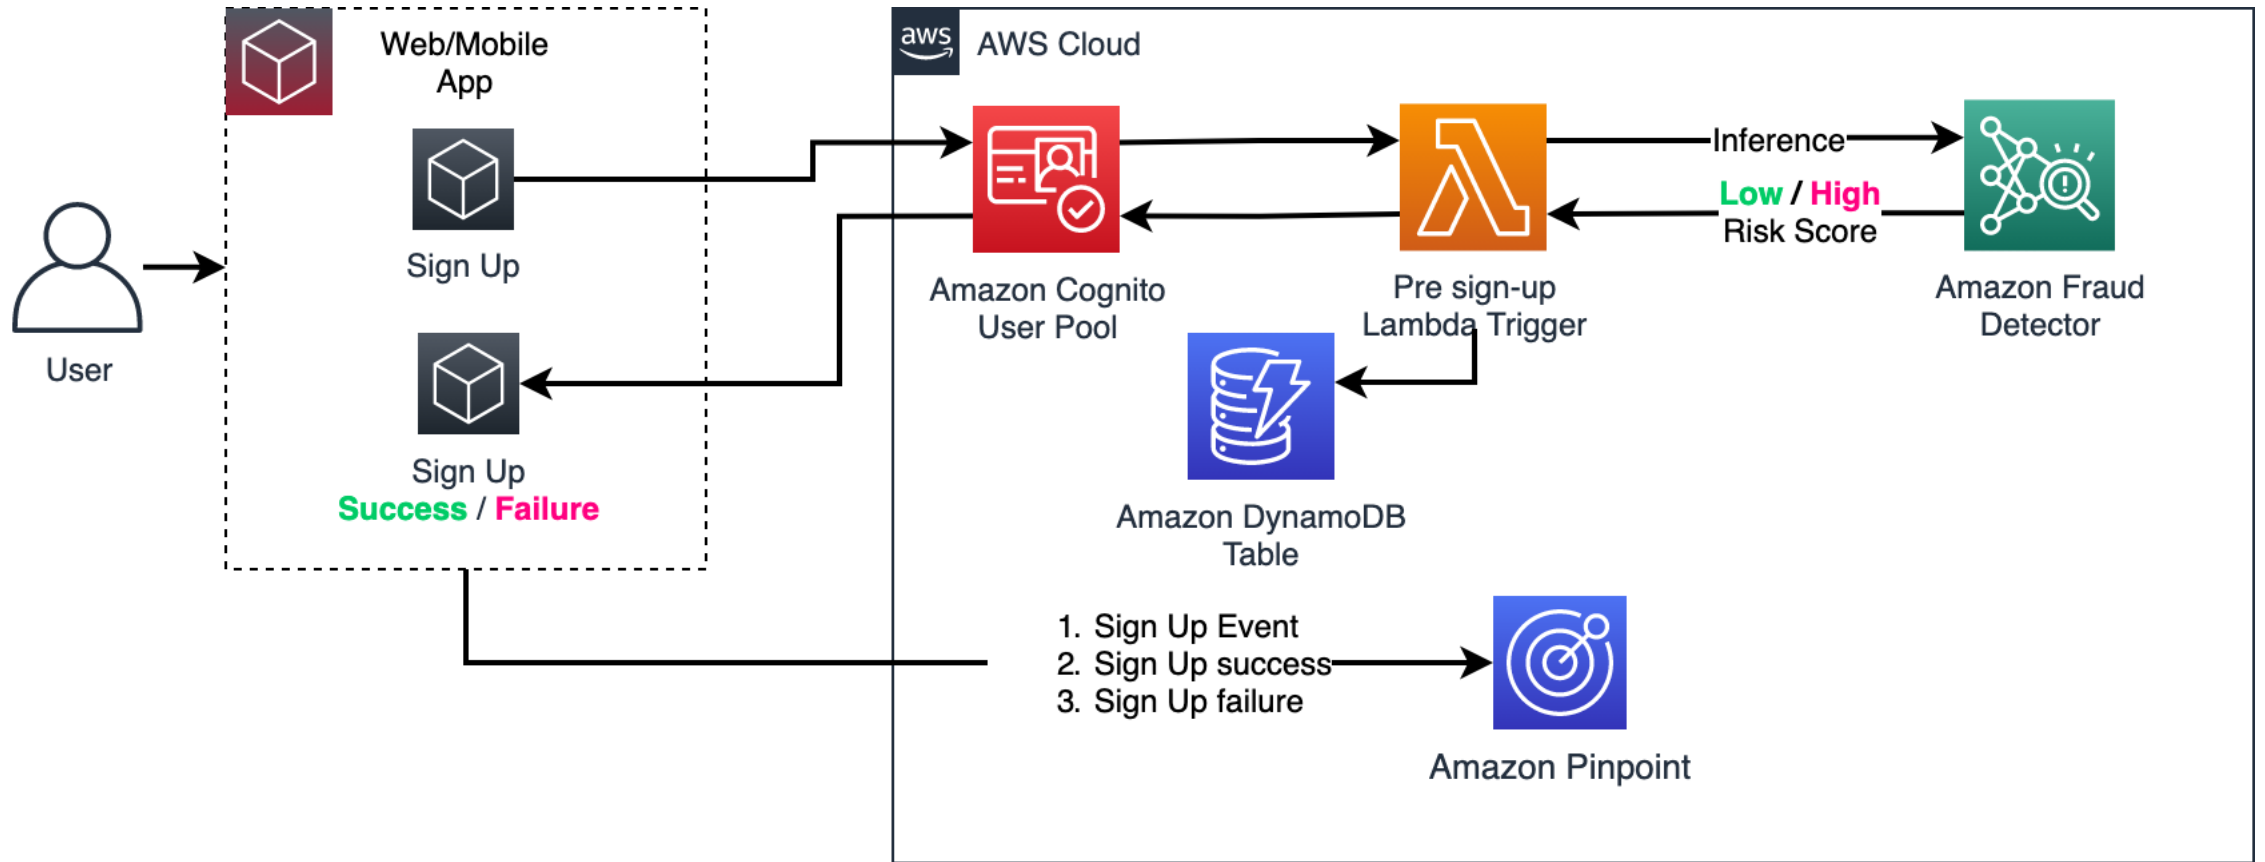 Web/Mobile
App
aws
AWS Cloud
Sign Up
User
Sign Up
Success / Failure
Amazon Cognito
User Pool
Pre sign-up
Lambda Trigger
Inference
Low / High
Risk Score
Amazon Fraud
Detector
Amazon DynamoDB
Table
1. Sign Up Event
2. Sign Up success
3. Sign Up failure
Amazon Pinpoint